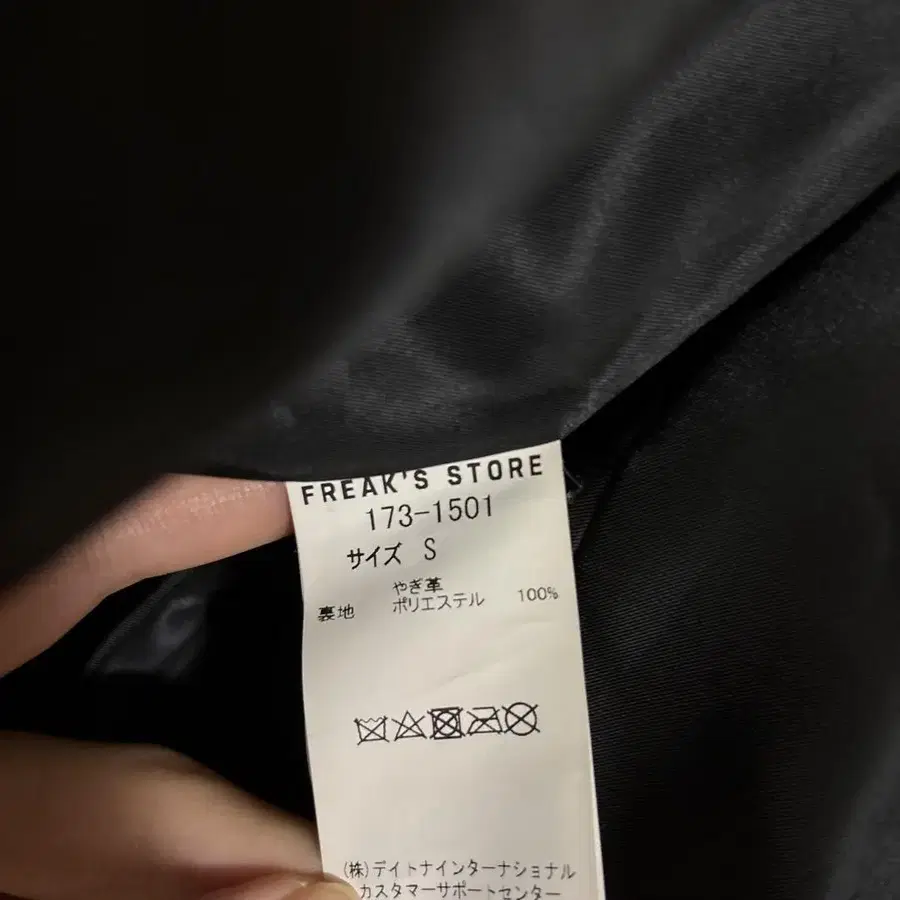 FREAK'S STORE
173-1501
サイズ S
やぎ革
裏地 ポリエステル 100%
(株)デイトナインターナショナル
カスタマーサポートセンター